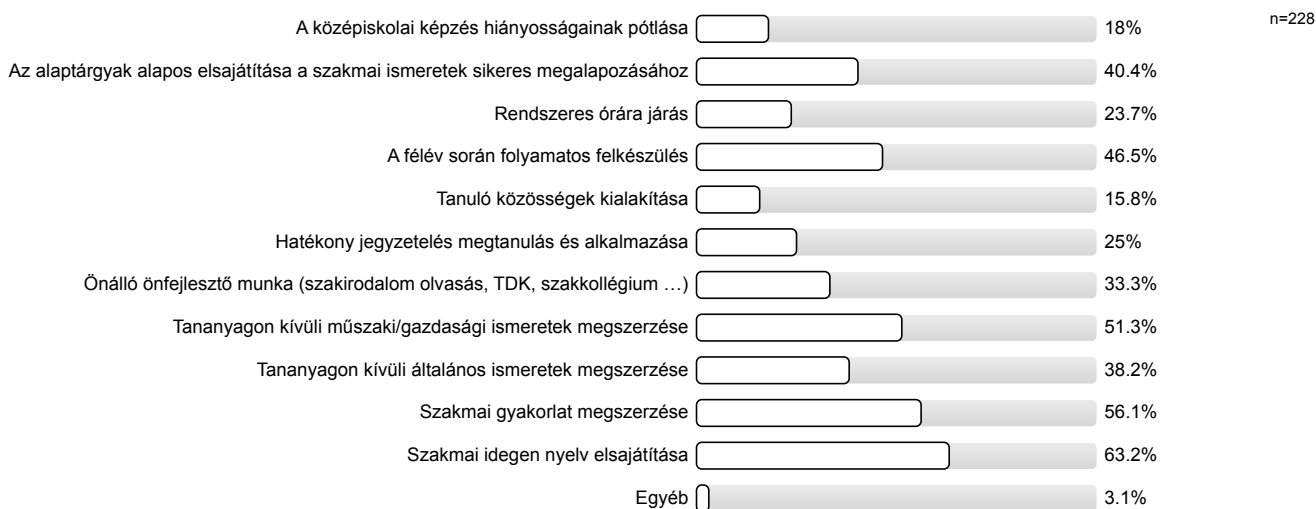 n=228
A középiskolai képzés hiányosságainak pótlása 18%
Az alaptárgyak alapos elsajátítása a szakmai ismeretek sikeres megalapozásához 40.4%
Rendszeres órára járás 23.7%
A félév során folyamatos felkészülés 46.5%
Tanuló közösségek kialakítása 15.8%
Hatékony jegyzetelés megtanulás és alkalmazása 25%
Önálló önfejlesztő munka (szakirodalom olvasás, TDK, szakkollégium …) 33.3%
Tananyagon kívüli műszaki/gazdasági ismeretek megszerzése 51.3%
Tananyagon kívüli általános ismeretek megszerzése 38.2%
Szakmai gyakorlat megszerzése 56.1%
Szakmai idegen nyelv elsajátítása 63.2%
Egyéb 3.1%